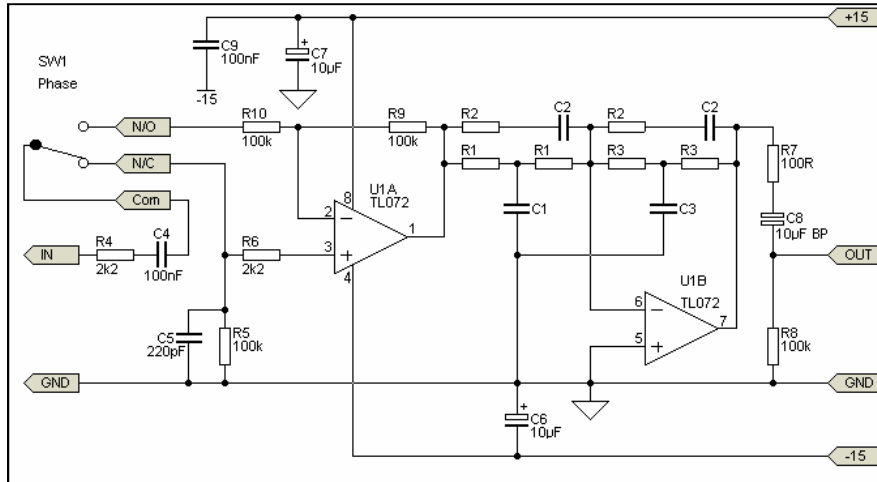 +15
C9
100nF
-15
+
C7
10µF
SW1
Phase
N/O
R10
100k
R9
100k
R2
C2
R2
C2
N/C
R1
R1
R3
R3
R7
100R
Com
U1A
TL072
8
2
1
3
4
C1
C3
+
C8
10µF BP
IN
R4
2k2
C4
100nF
R6
2k2
OUT
U1B
TL072
6
7
5
C5
220pF
R5
100k
R8
100k
GND
GND
+
C6
10µF
-15